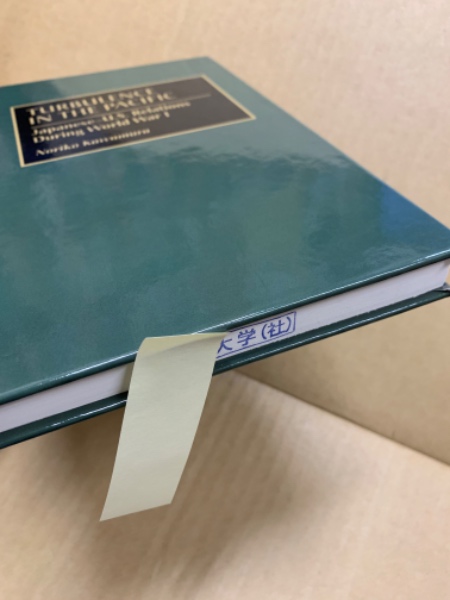 TURBULENCE
IN THE PACIFIC
Japanese-U.S. Relations
During World War I
Noriko Kawamura
大学(社)